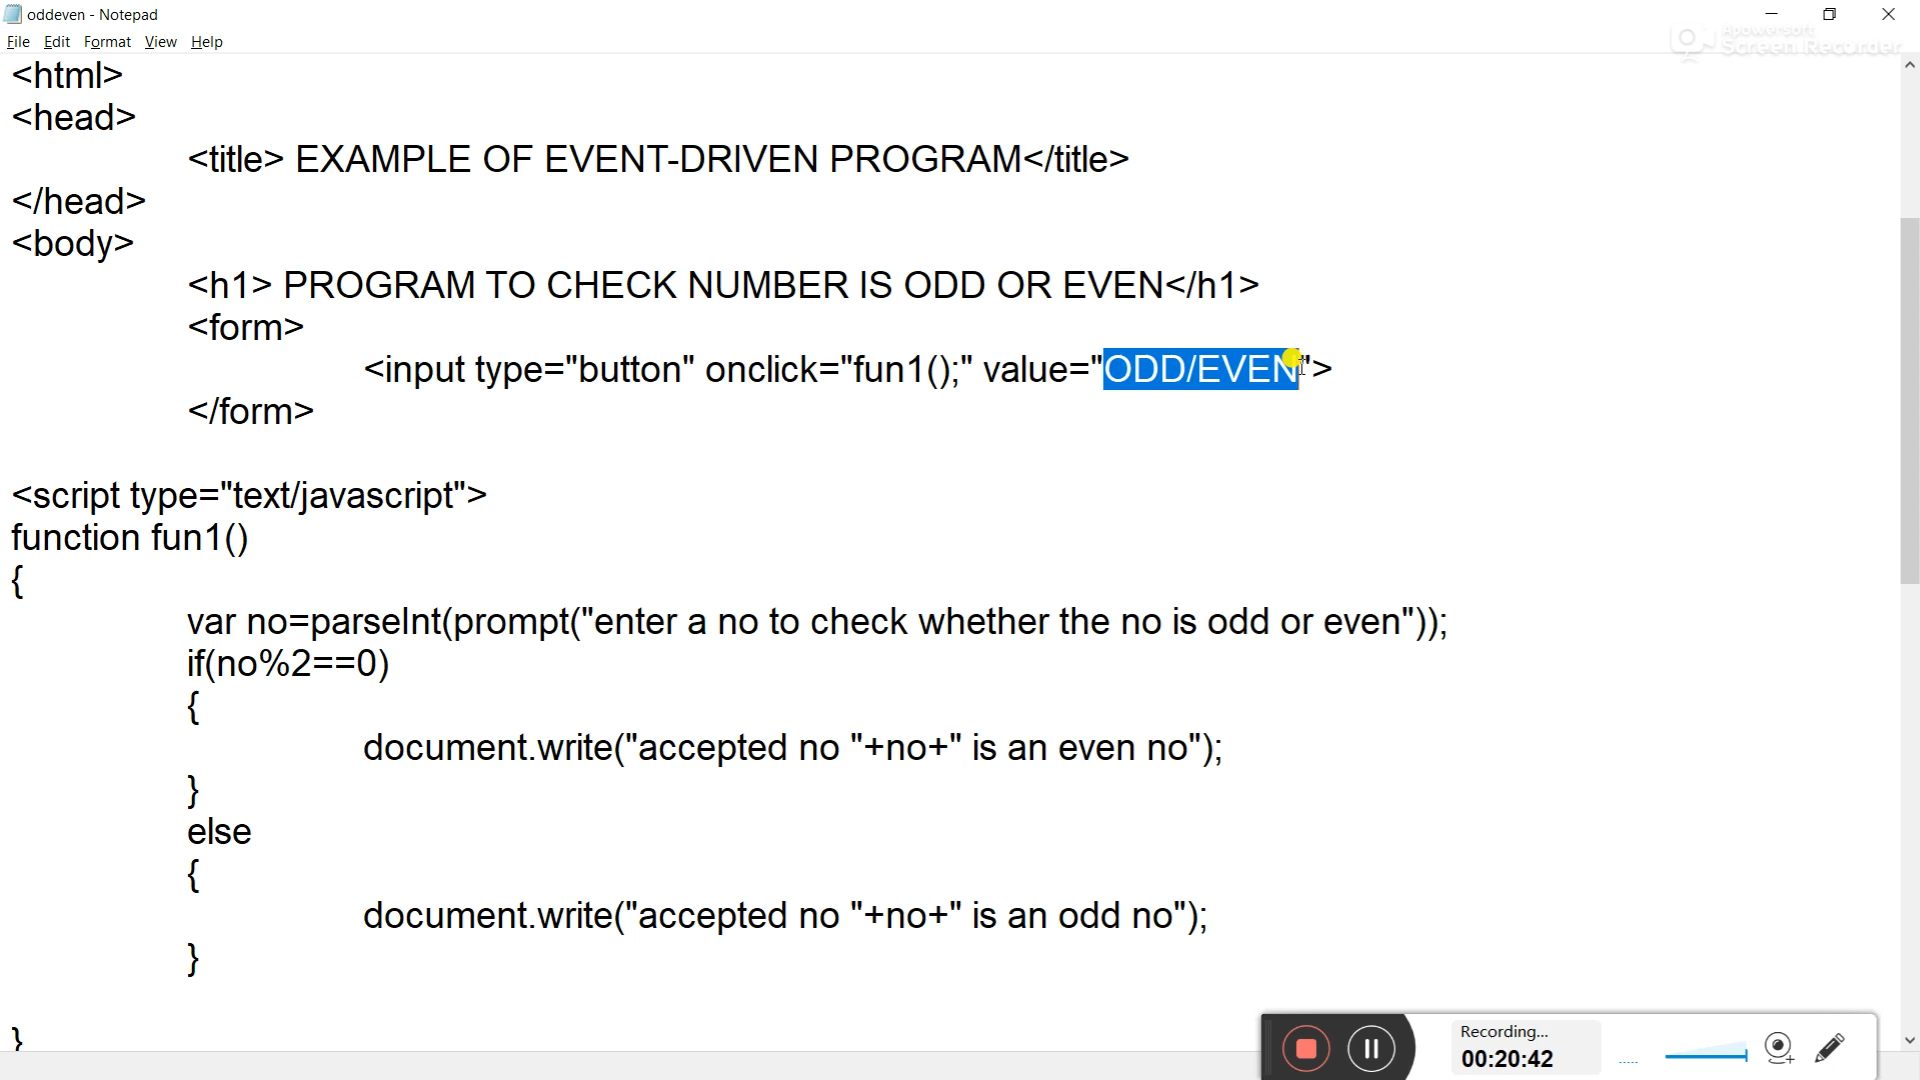 oddeven - Notepad
File Edit Format View Help
Apowersoft
Screen Recorder
<html>
<head>
<title> EXAMPLE OF EVENT-DRIVEN PROGRAM</title>
</head>
<body>
<h1> PROGRAM TO CHECK NUMBER IS ODD OR EVEN</h1>
<form>
<input type="button" onclick="fun1();" value="ODD/EVEN">
</form>
<script type="text/javascript">
function fun1()
{
var no=parseInt(prompt("enter a no to check whether the no is odd or even"));
if(no%2==0)
{
document.write("accepted no "+no+" is an even no");
}
else
{
document.write("accepted no "+no+" is an odd no");
}
}
Recording...
00:20:42